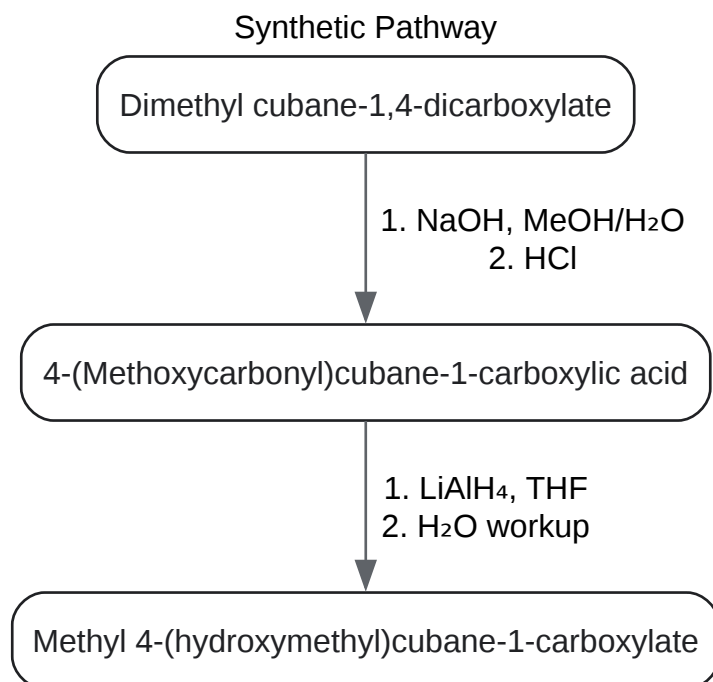 Synthetic Pathway
Dimethyl cubane-1,4-dicarboxylate
1. NaOH, MeOH/H₂O
2. HCl
4-(Methoxycarbonyl)cubane-1-carboxylic acid
1. LiAlH₄, THF
2. H₂O workup
Methyl 4-(hydroxymethyl)cubane-1-carboxylate